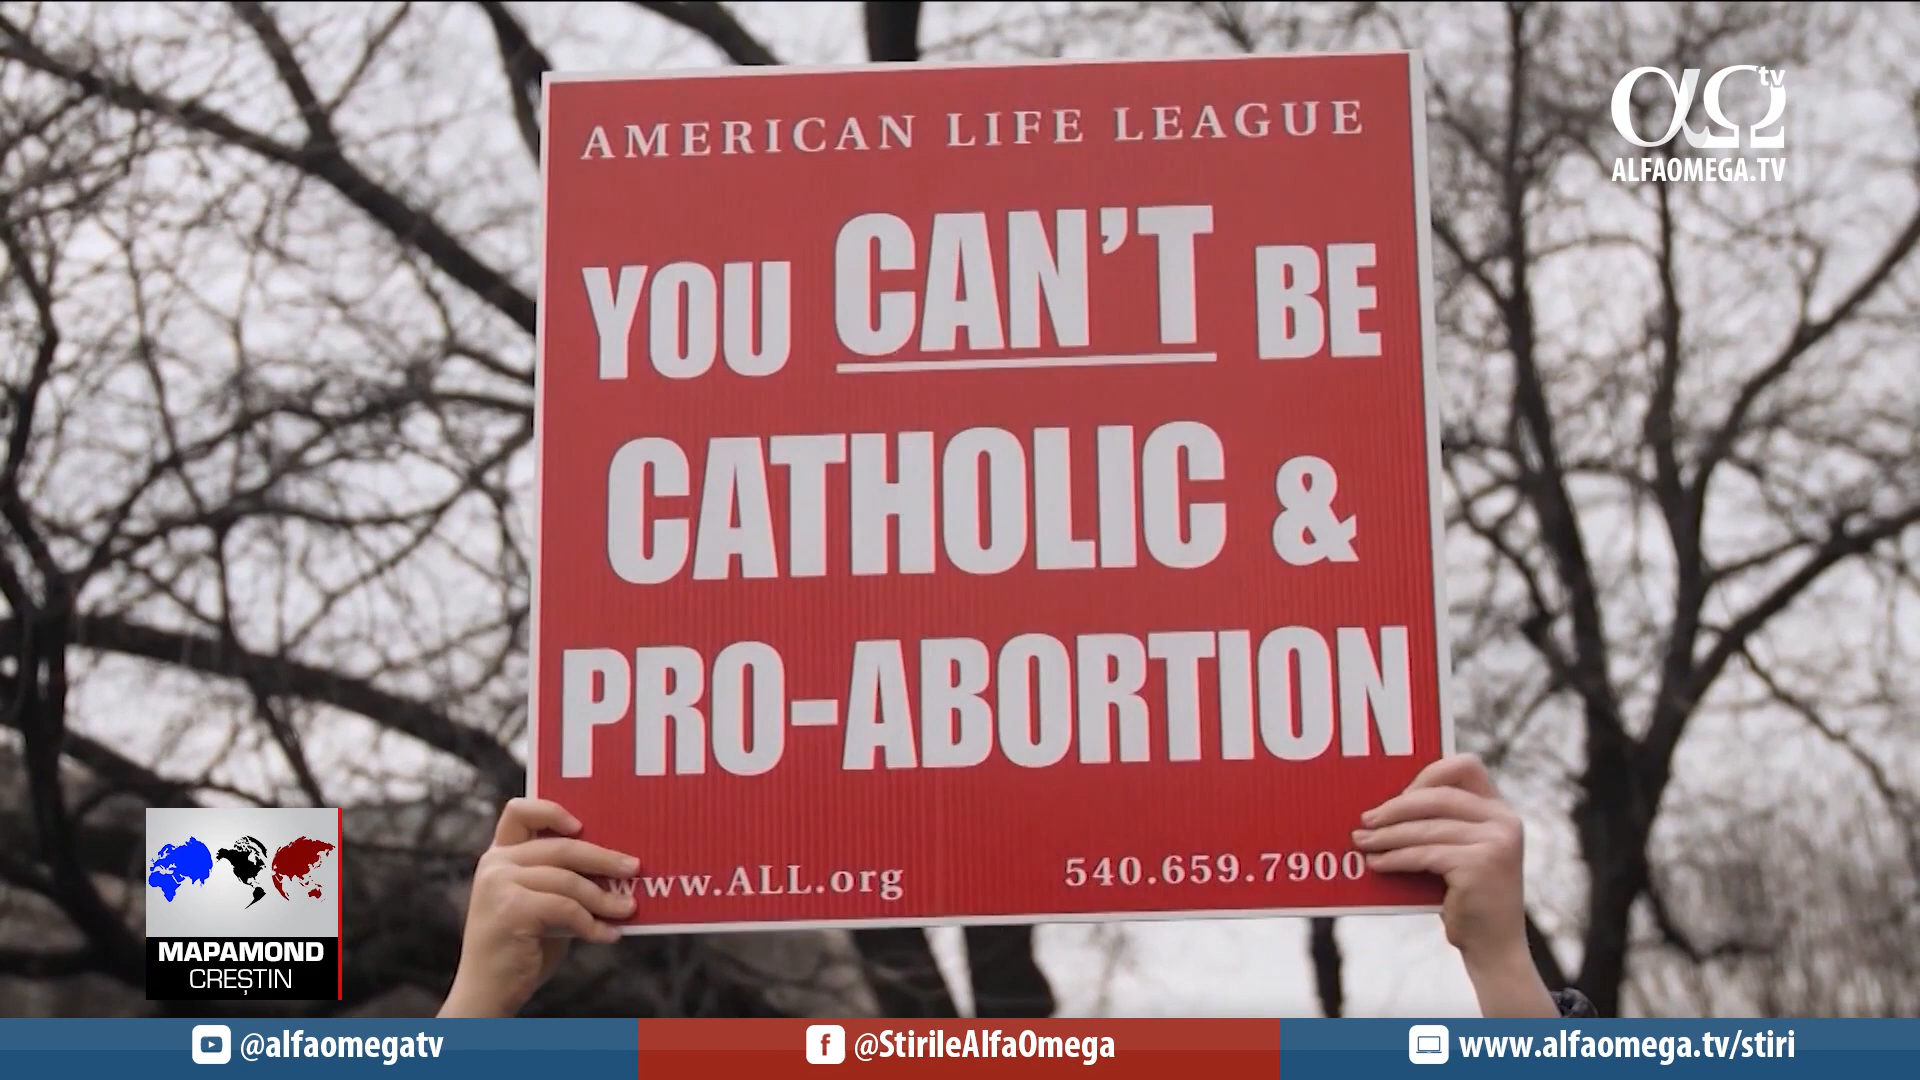 AMERICAN LIFE LEAGUE
YOU CAN'T BE
CATHOLIC &
PRO-ABORTION
www.ALL.org
540.659.7900
αΩ tv
ALFAOMEGA.TV
MAPAMOND
CREȘTIN
@alfaomegatv
@StirileAlfaOmega
www.alfaomega.tv/stiri